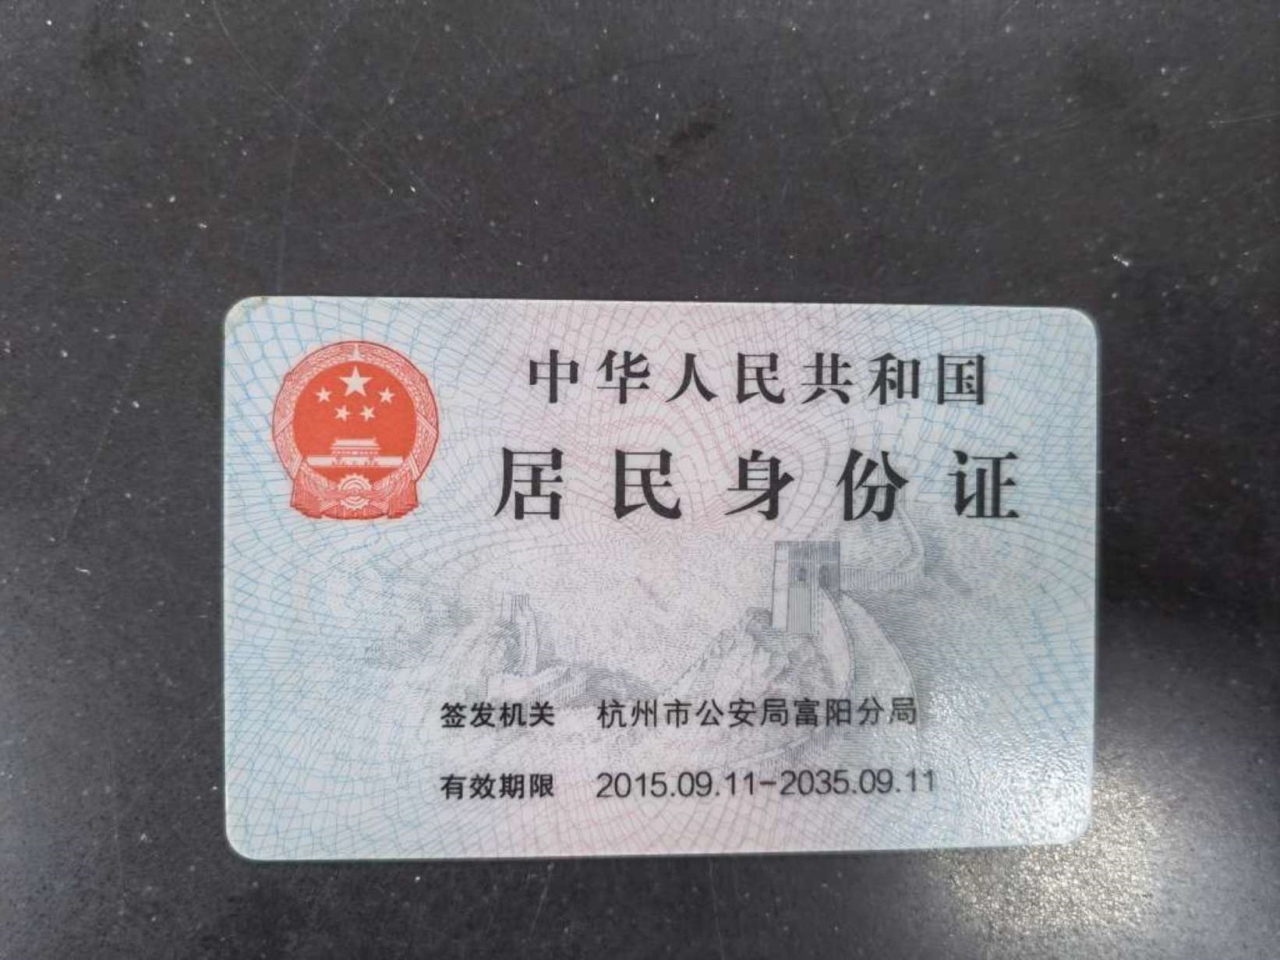 中华人民共和国
居民身份证
签发机关 杭州市公安局富阳分局
有效期限 2015.09.11-2035.09.11